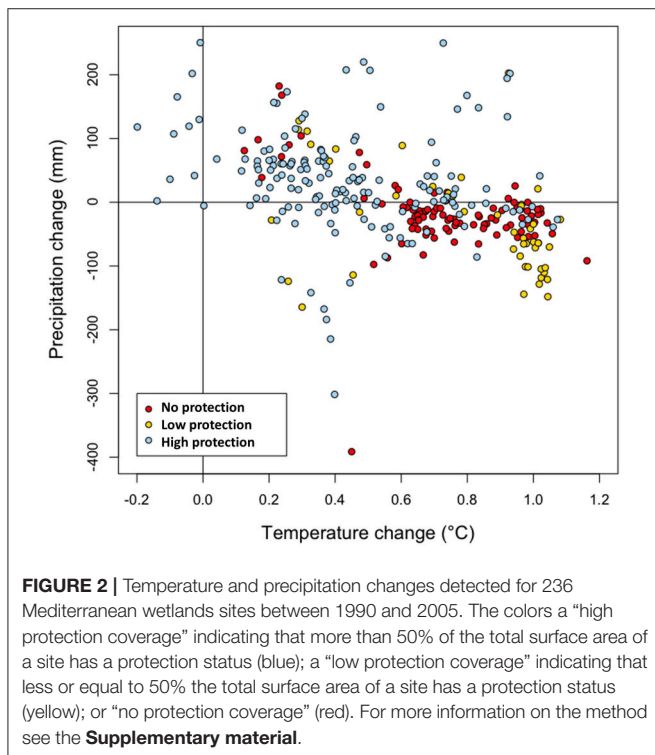 200
100
0
-100
-200
-300
-400
Precipitation change (mm)
No protection
Low protection
High protection
-0.2 0.0 0.2 0.4 0.6 0.8 1.0 1.2
Temperature change (°C)
FIGURE 2 | Temperature and precipitation changes detected for 236
Mediterranean wetlands sites between 1990 and 2005. The colors a “high
protection coverage” indicating that more than 50% of the total surface area of
a site has a protection status (blue); a “low protection coverage” indicating that
less or equal to 50% the total surface area of a site has a protection status
(yellow); or “no protection coverage” (red). For more information on the method
see the Supplementary material.